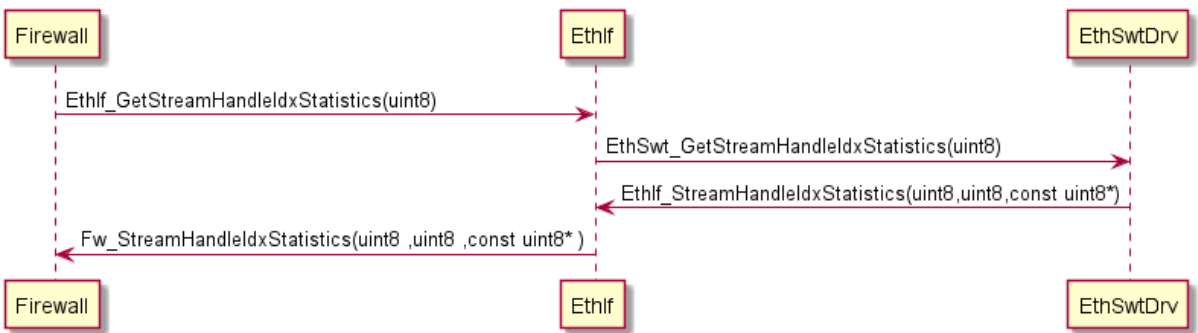 Firewall EthIf EthSwtDrv
EthIf_GetStreamHandleIdxStatistics(uint8)
EthSwt_GetStreamHandleIdxStatistics(uint8)
EthIf_StreamHandleIdxStatistics(uint8,uint8,const uint8*)
Fw_StreamHandleIdxStatistics(uint8 ,uint8 ,const uint8* )
Firewall EthIf EthSwtDrv